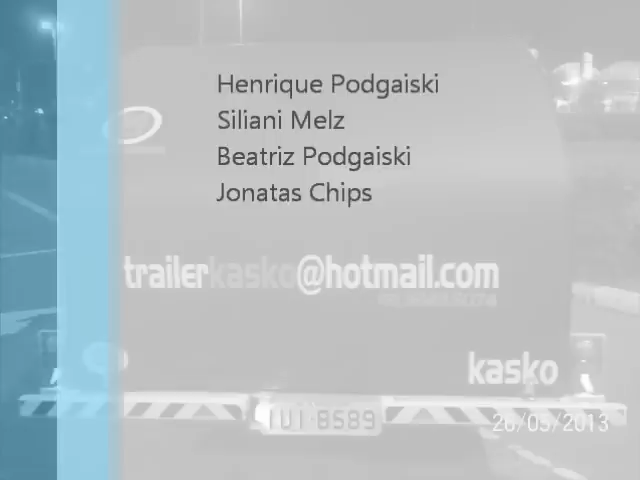 Henrique Podgaiski
Siliani Melz
Beatriz Podgaiski
Jonatas Chips
trailerkasko@hotmail.com
kasko
IUI 8589
26/05/2013